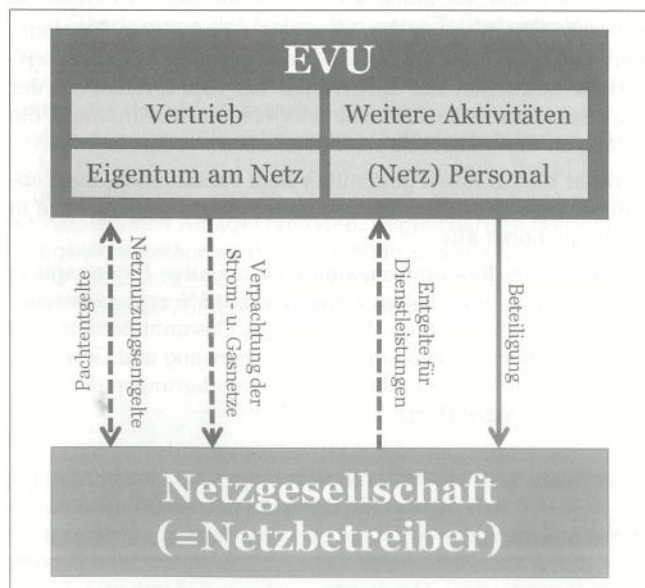 EVU
Vertrieb
Weitere Aktivitäten
Eigentum am Netz
(Netz) Personal
Pachtentgelte
Netznutzungsentgelte
Verpachtung der
Strom- u. Gasnetze
Entgelte für
Dienstleistungen
Beteiligung
Netzgesellschaft
(=Netzbetreiber)